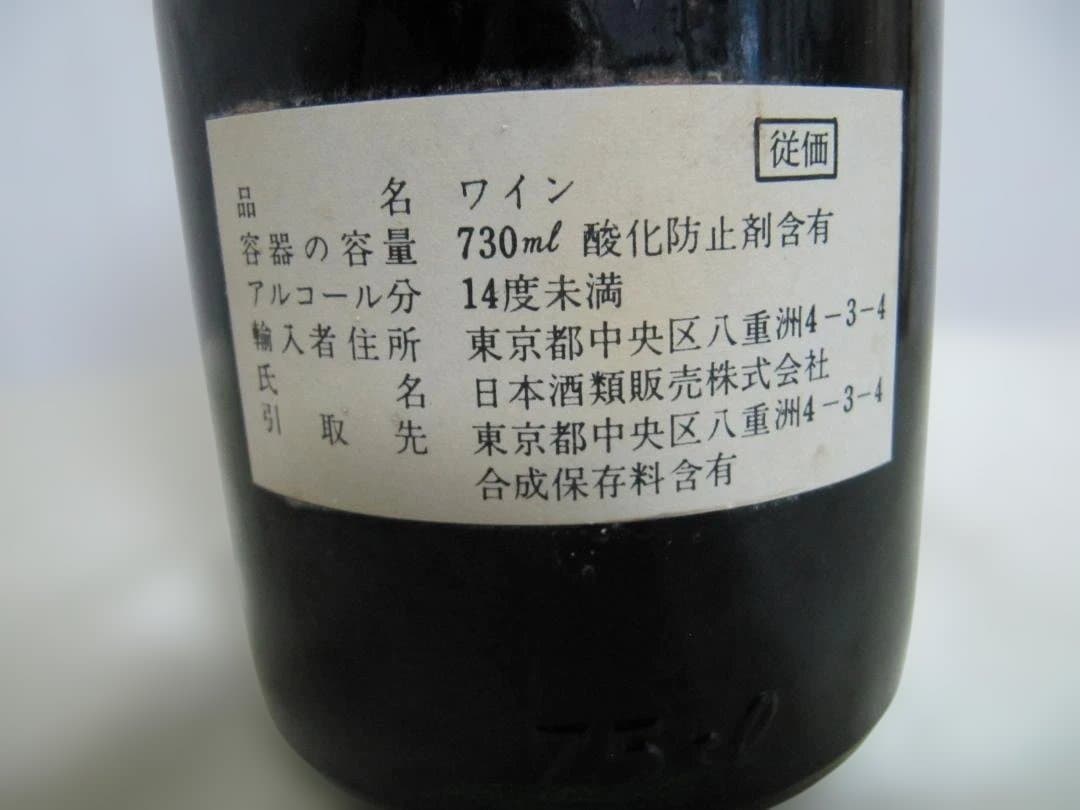 従価
品名 ワイン
容器の容量 730ml 酸化防止剤含有
アルコール分 14度未満
輸入者住所 東京都中央区八重洲4-3-4
氏名 日本酒類販売株式会社
引取先 東京都中央区八重洲4-3-4
合成保存料含有
75cl